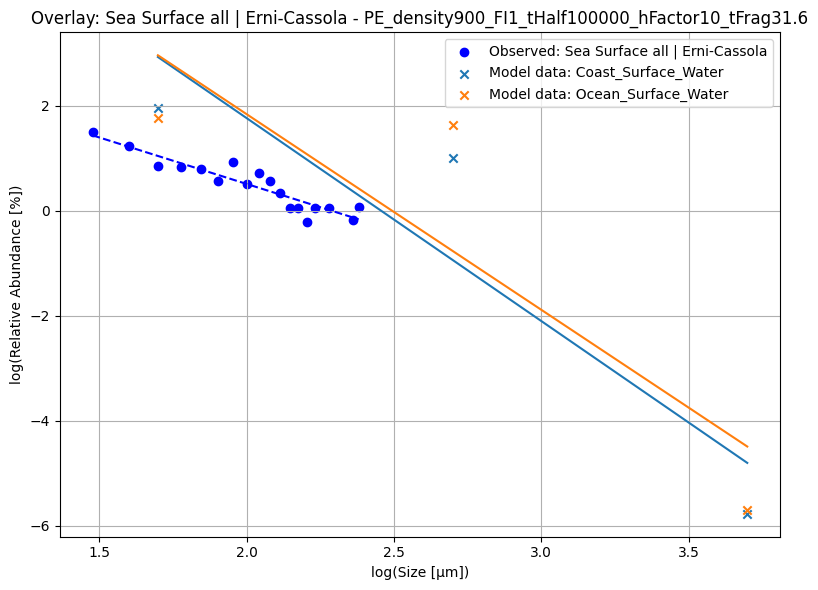 Overlay: Sea Surface all | Erni-Cassola - PE_density900_FI1_tHalf100000_hFactor10_tFrag31.6
Observed: Sea Surface all | Erni-Cassola
Model data: Coast_Surface_Water
Model data: Ocean_Surface_Water
log(Relative Abundance [%])
2
0
−2
−4
−6
1.5 2.0 2.5 3.0 3.5
log(Size [μm])